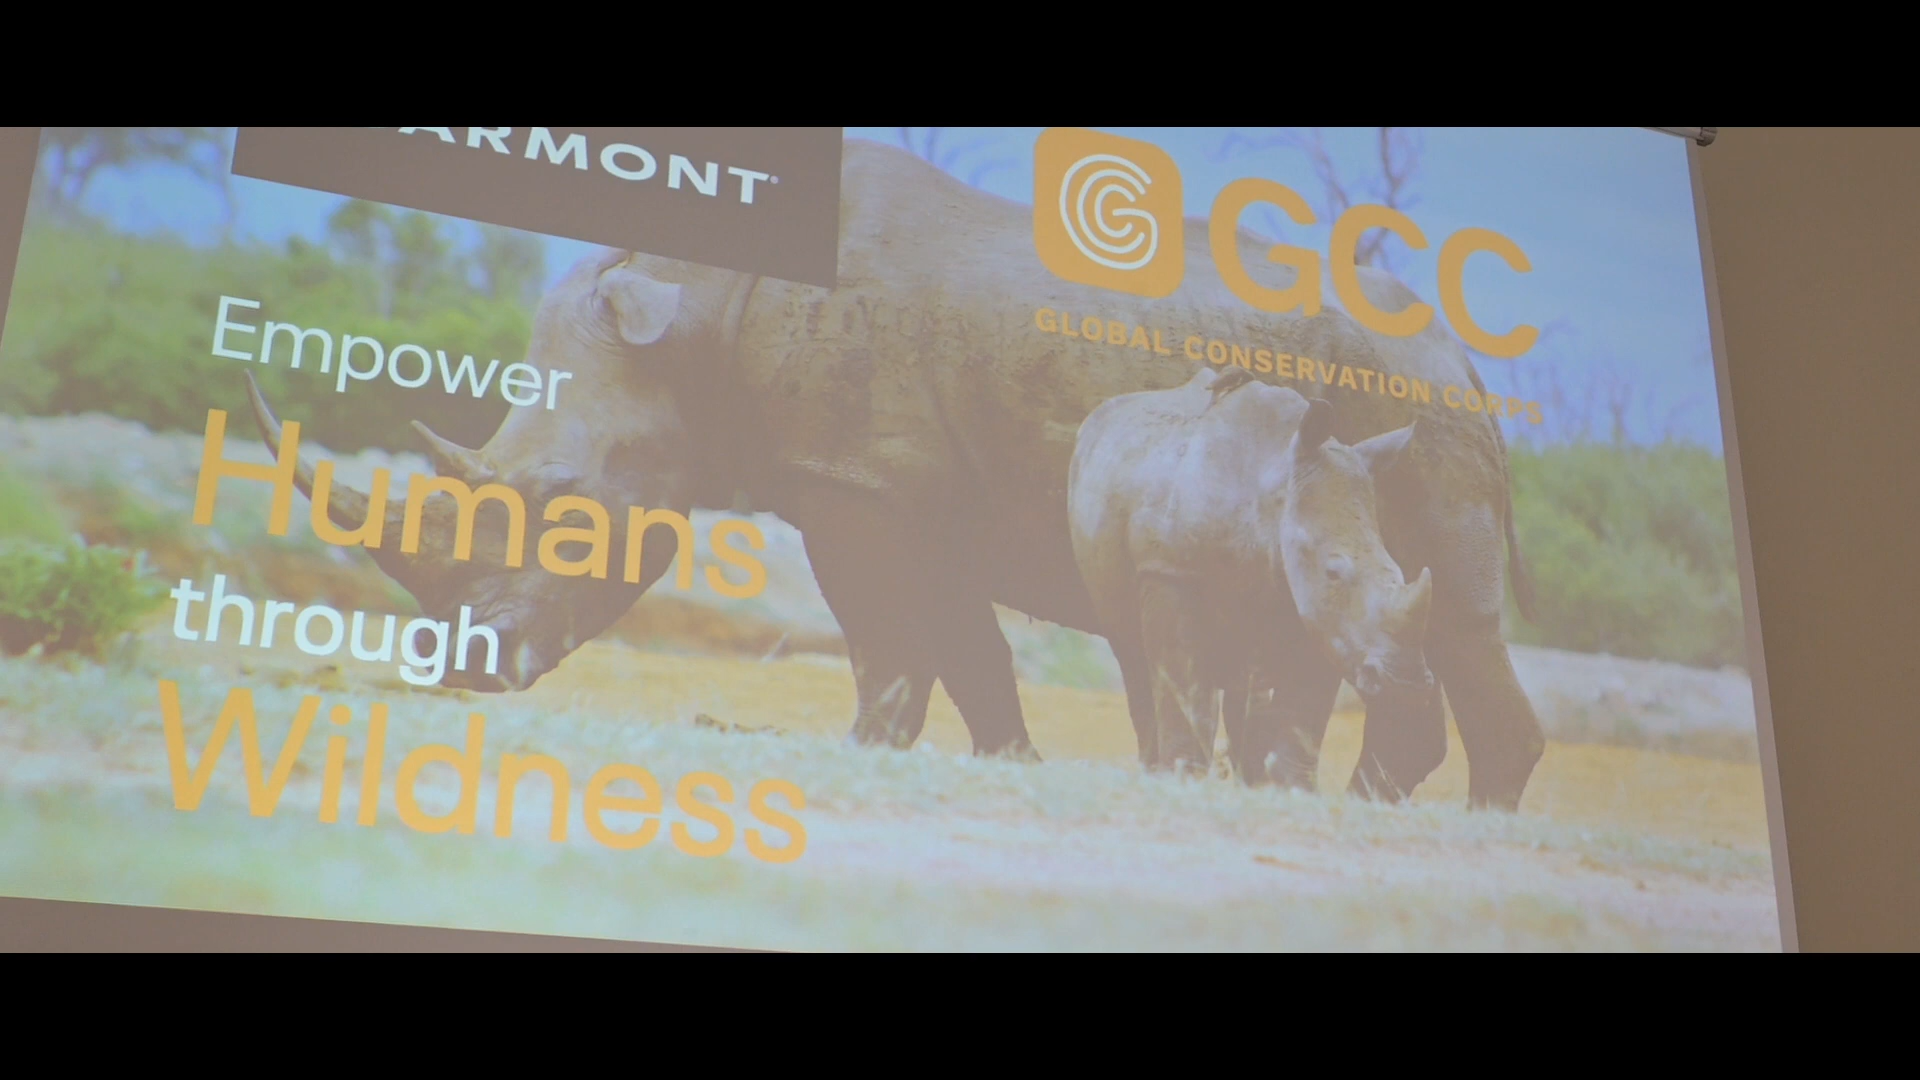 ARMONT
GCC
GLOBAL CONSERVATION CORPS
Empower
Humans
through
Wildness